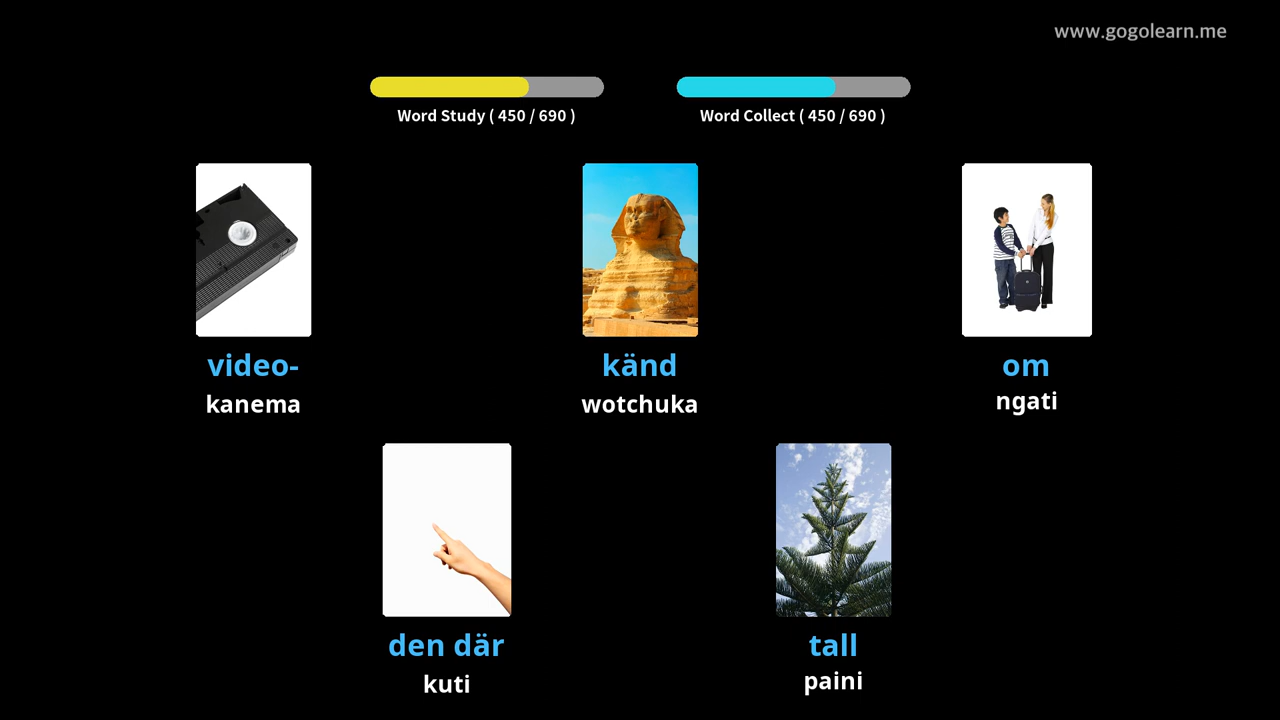 www.gogolearn.me
Word Study ( 450 / 690 )
Word Collect ( 450 / 690 )
video-
kanema
känd
wotchuka
om
ngati
den där
kuti
tall
paini